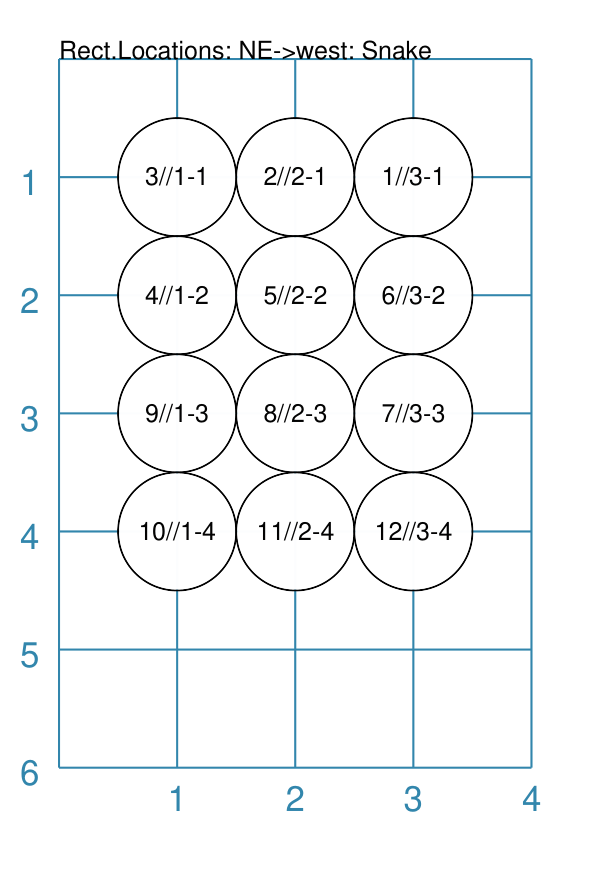 Rect.Locations: NE->west: Snake
1 3//1-1 2//2-1 1//3-1
2 4//1-2 5//2-2 6//3-2
3 9//1-3 8//2-3 7//3-3
4 10//1-4 11//2-4 12//3-4
5
6
1 2 3 4